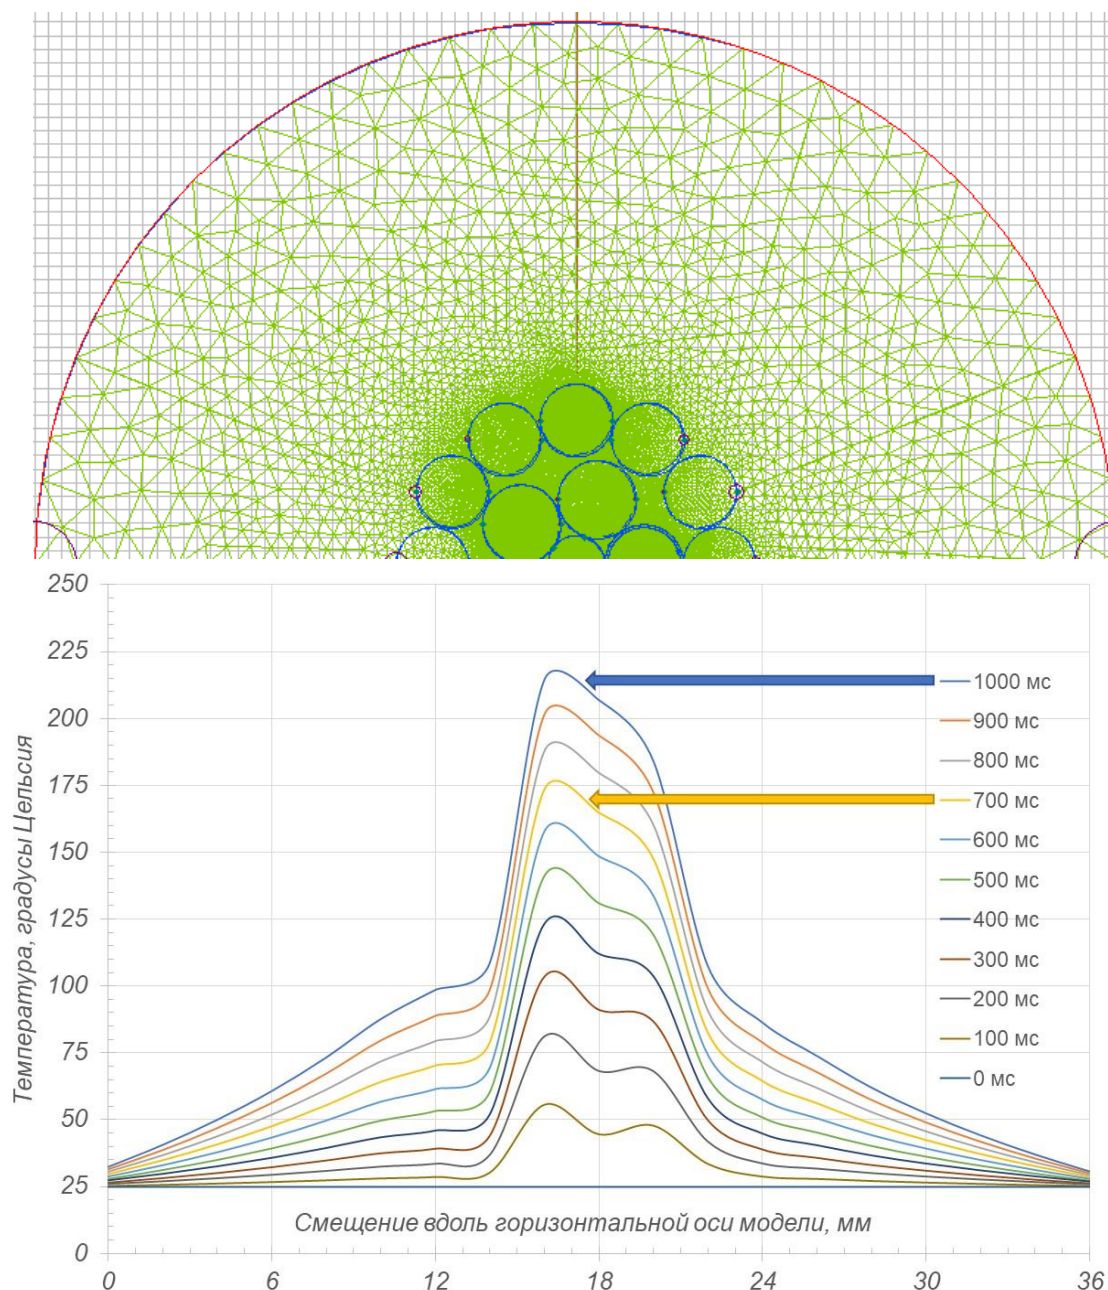 250
225
200
175
150
125
100
75
50
25
0
Температура, градусы Цельсия
1000 мс
900 мс
800 мс
700 мс
600 мс
500 мс
400 мс
300 мс
200 мс
100 мс
0 мс
Смещение вдоль горизонтальной оси модели, мм
0 6 12 18 24 30 36